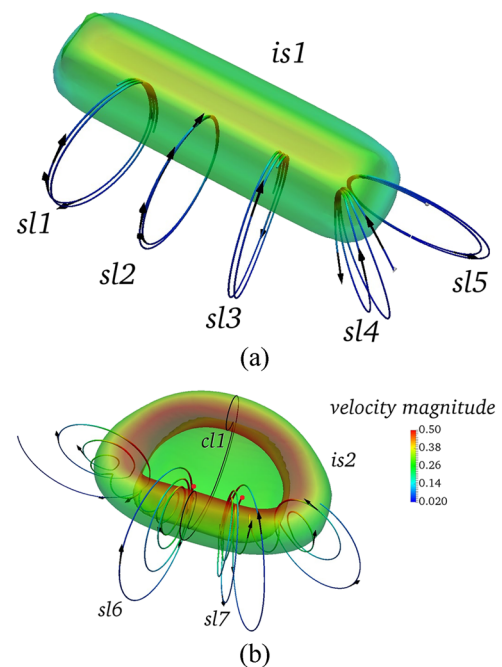 is1
sl1
sl2
sl3
sl4
sl5
(a)
velocity magnitude
0.50
0.38
0.26
0.14
0.020
cl1
is2
sl6
sl7
(b)